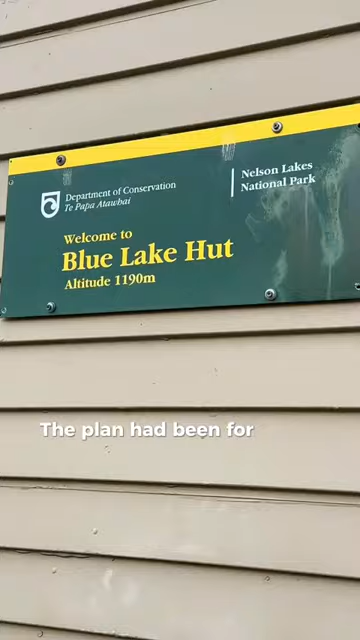 Department of Conservation
Te Papa Atawhai
Nelson Lakes
National Park
Welcome to
Blue Lake Hut
Altitude 1190m
The plan had been for